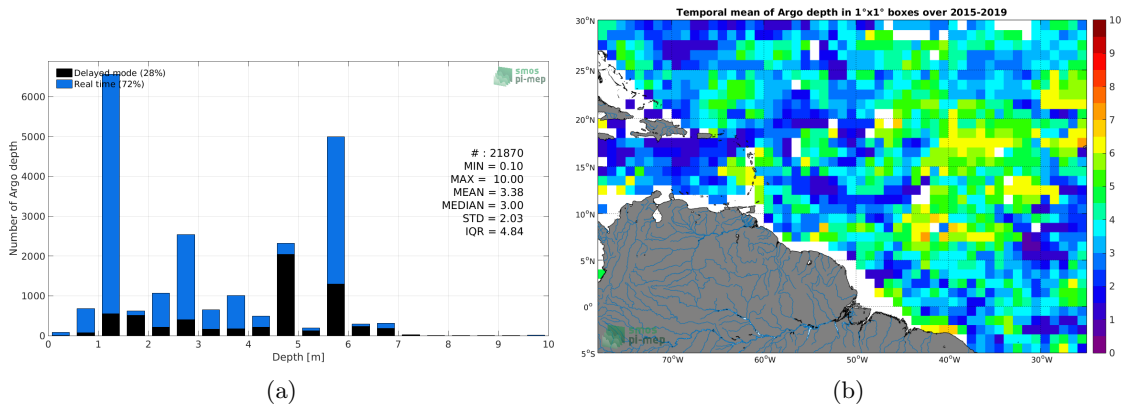 Delayed mode (28%)
Real time (72%)
smos
pi-mep
# : 21870
MIN = 0.10
MAX = 10.00
MEAN = 3.38
MEDIAN = 3.00
STD = 2.03
IQR = 4.84
Number of Argo depth
6000
5000
4000
3000
2000
1000
0
0 1 2 3 4 5 6 7 8 9 10
Depth [m]
(a)
Temporal mean of Argo depth in 1°x1° boxes over 2015-2019
30°N
25°N
20°N
15°N
10°N
5°N
0°
5°S
70°W 60°W 50°W 40°W 30°W
smos
pi-mep
10
9
8
7
6
5
4
3
2
1
0
(b)